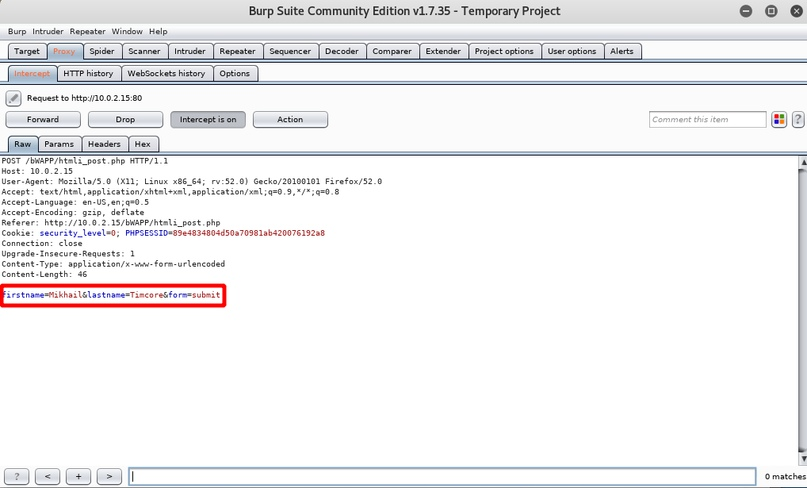 Burp Suite Community Edition v1.7.35 - Temporary Project
Burp Intruder Repeater Window Help
Target Proxy Spider Scanner Intruder Repeater Sequencer Decoder Comparer Extender Project options User options Alerts
Intercept HTTP history WebSockets history Options
Request to http://10.0.2.15:80
Forward Drop Intercept is on Action Comment this item ?
Raw Params Headers Hex
POST /bWAPP/htmli_post.php HTTP/1.1
Host: 10.0.2.15
User-Agent: Mozilla/5.0 (X11; Linux x86_64; rv:52.0) Gecko/20100101 Firefox/52.0
Accept: text/html,application/xhtml+xml,application/xml;q=0.9,*/*;q=0.8
Accept-Language: en-US,en;q=0.5
Accept-Encoding: gzip, deflate
Referer: http://10.0.2.15/bWAPP/htmli_post.php
Cookie: security_level=0; PHPSESSID=89e4834804d50a70981ab420076192a8
Connection: close
Upgrade-Insecure-Requests: 1
Content-Type: application/x-www-form-urlencoded
Content-Length: 46
firstname=Mikhail&lastname=Timcore&form=submit
? < + > 0 matches